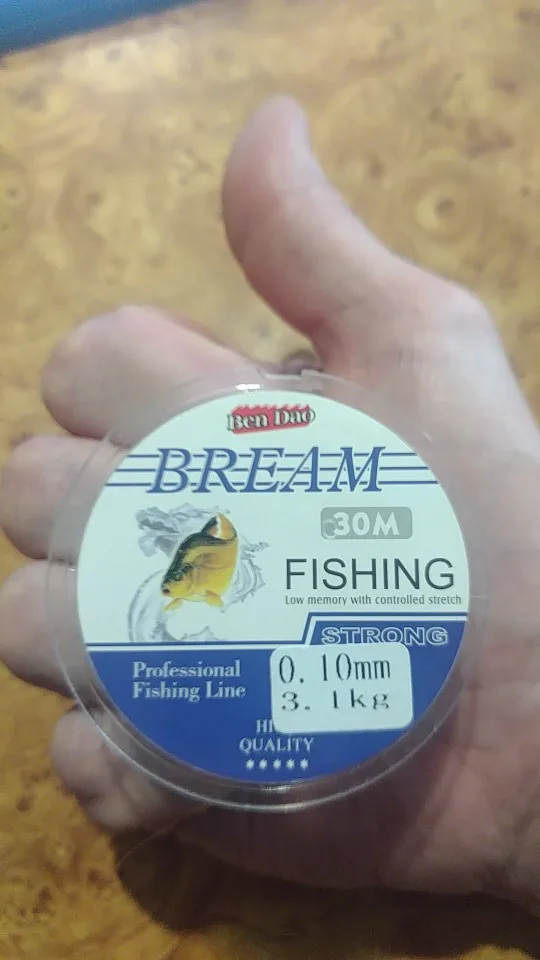 Ben Dao
BREAM
30M
FISHING
Low memory with controlled stretch
STRONG
Professional
Fishing Line
0.10mm
3.1kg
QUALITY